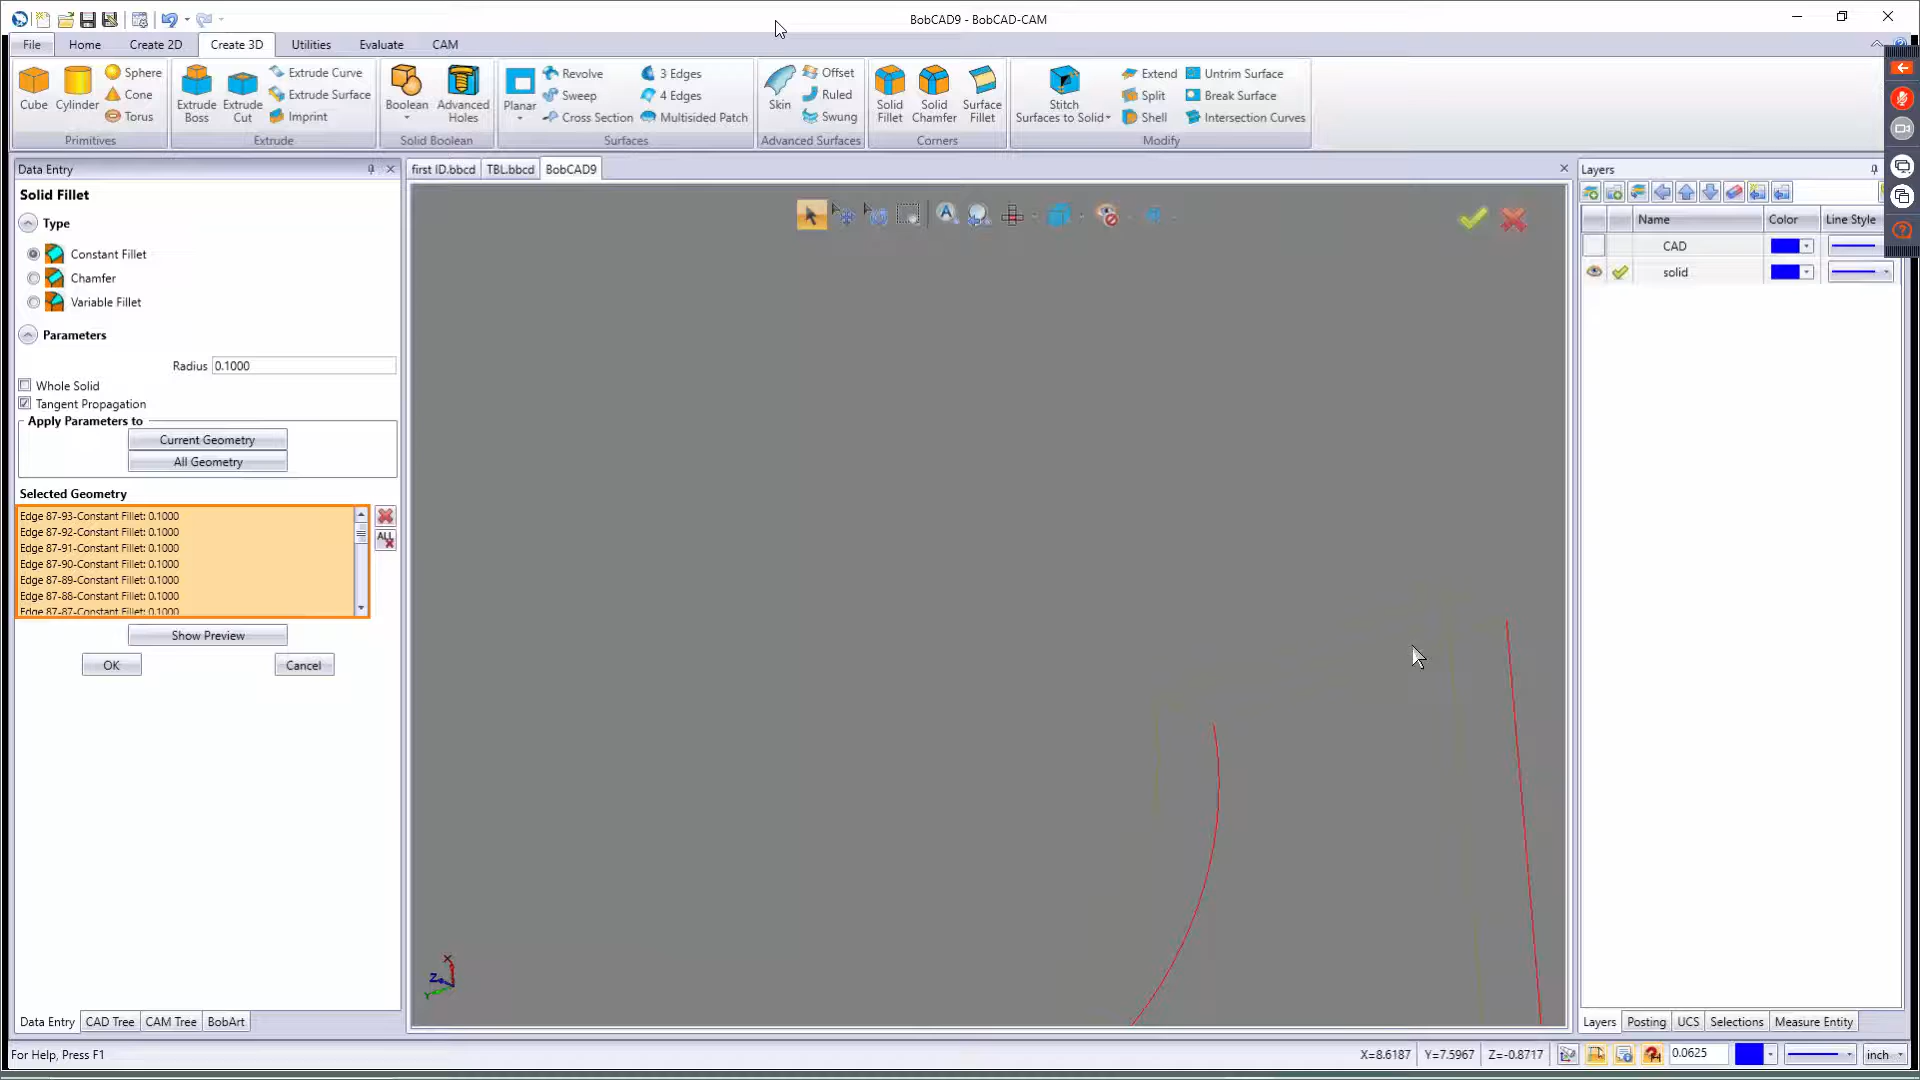 BobCAD9 - BobCAD-CAM
File Home Create 2D Create 3D Utilities Evaluate CAM
Cube Cylinder Sphere Cone Torus
Primitives
Extrude Boss Extrude Cut Extrude Curve Extrude Surface Imprint
Extrude
Boolean Advanced Holes
Solid Boolean
Planar Revolve Sweep Cross Section 3 Edges 4 Edges Multisided Patch
Surfaces
Skin Offset Ruled Swung
Advanced Surfaces
Solid Fillet Solid Chamfer Surface Fillet
Corners
Stitch Surfaces to Solid Extend Split Shell Untrim Surface Break Surface Intersection Curves
Modify
Data Entry
first ID.bbcd TBL.bbcd BobCAD9
Layers
Solid Fillet
Type
Constant Fillet
Chamfer
Variable Fillet
Parameters
Radius 0.1000
Whole Solid
Tangent Propagation
Apply Parameters to
Current Geometry
All Geometry
Selected Geometry
Edge 87-93-Constant Fillet: 0.1000
Edge 87-92-Constant Fillet: 0.1000
Edge 87-91-Constant Fillet: 0.1000
Edge 87-90-Constant Fillet: 0.1000
Edge 87-89-Constant Fillet: 0.1000
Edge 87-88-Constant Fillet: 0.1000
Edge 87-87-Constant Fillet: 0.1000
ALL
Show Preview
OK Cancel
Name Color Line Style
CAD
solid
X
Z
Y
Data Entry CAD Tree CAM Tree BobArt
Layers Posting UCS Selections Measure Entity
For Help, Press F1
X=8.6187 Y=7.5967 Z=-0.8717 0.0625 inch